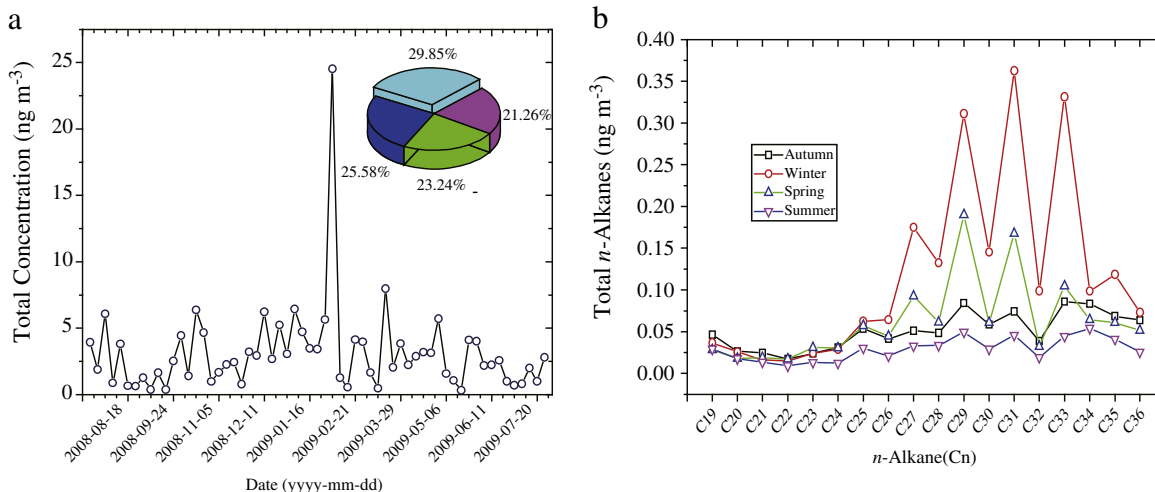 a
Total Concentration (ng m-3)
25
20
15
10
5
0
29.85%
21.26%
25.58%
23.24%
-
2008-08-18
2008-09-24
2008-11-05
2008-12-11
2009-01-16
2009-02-21
2009-03-29
2009-05-06
2009-06-11
2009-07-20
Date (yyyy-mm-dd)
b
Total n-Alkanes (ng m-3)
0.40
0.35
0.30
0.25
0.20
0.15
0.10
0.05
0.00
Autumn
Winter
Spring
Summer
C19
C20
C21
C22
C23
C24
C25
C26
C27
C28
C29
C30
C31
C32
C33
C34
C35
C36
n-Alkane(Cn)